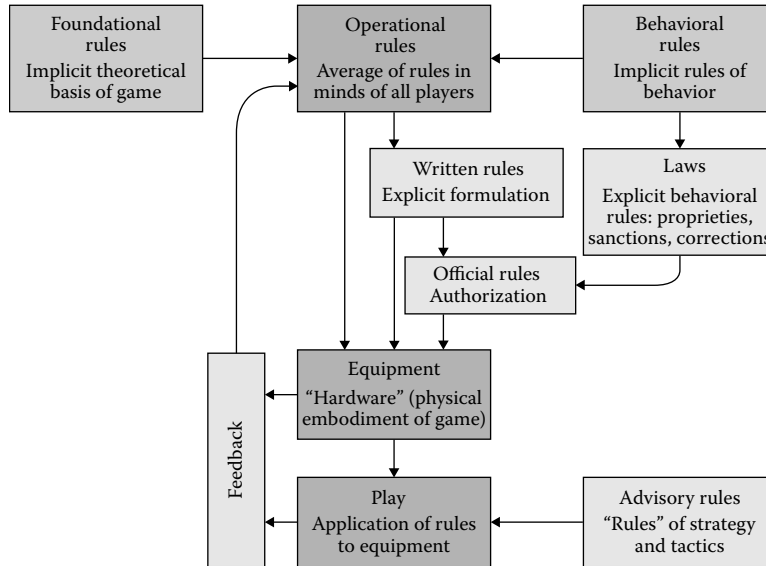 Foundational
rules
Implicit theoretical
basis of game
Operational
rules
Average of rules in
minds of all players
Behavioral
rules
Implicit rules of
behavior
Written rules
Explicit formulation
Laws
Explicit behavioral
rules: proprieties,
sanctions, corrections
Official rules
Authorization
Equipment
“Hardware” (physical
embodiment of game)
Feedback
Play
Application of rules
to equipment
Advisory rules
“Rules” of strategy
and tactics